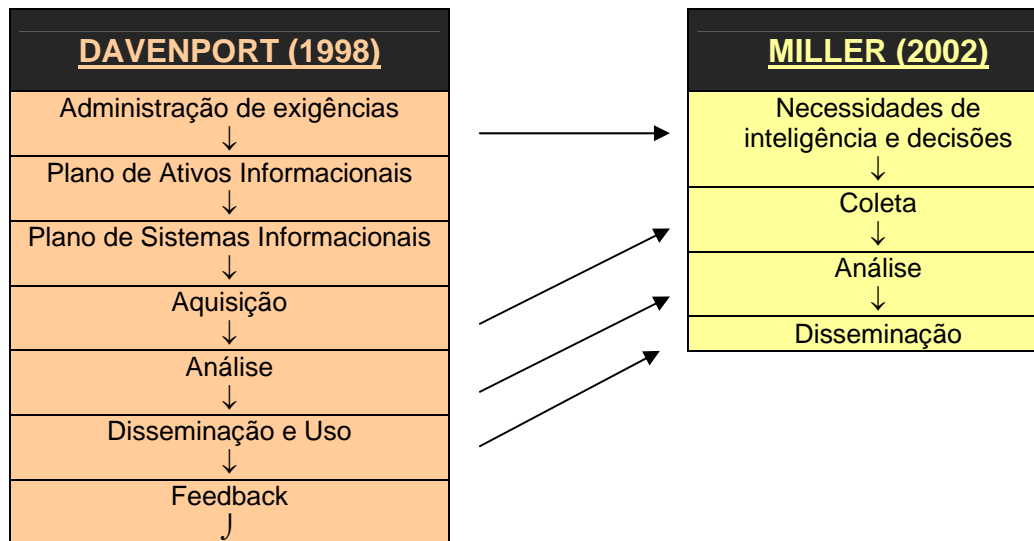 DAVENPORT (1998)
Administração de exigências
↓
Plano de Ativos Informacionais
↓
Plano de Sistemas Informacionais
↓
Aquisição
↓
Análise
↓
Disseminação e Uso
↓
Feedback
MILLER (2002)
Necessidades de
inteligência e decisões
↓
Coleta
↓
Análise
↓
Disseminação